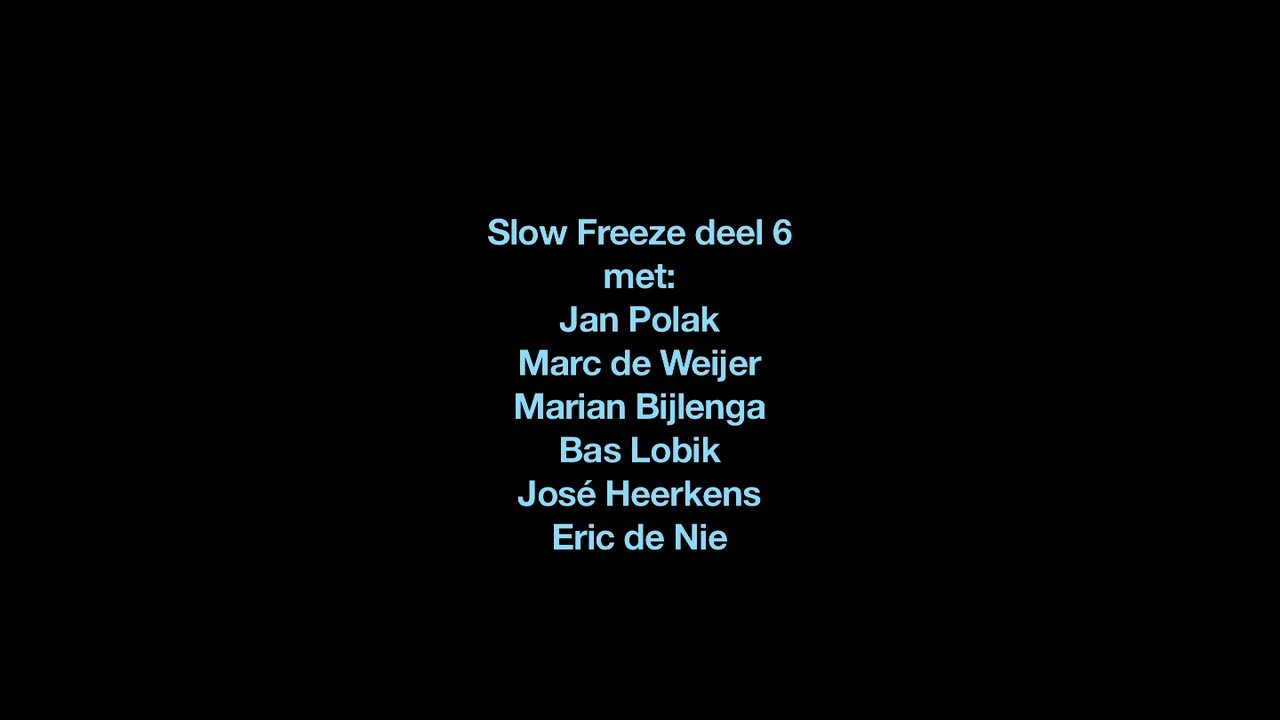 Slow Freeze deel 6
met:
Jan Polak
Marc de Weijer
Marian Bijlenga
Bas Lobik
José Heerkens
Eric de Nie